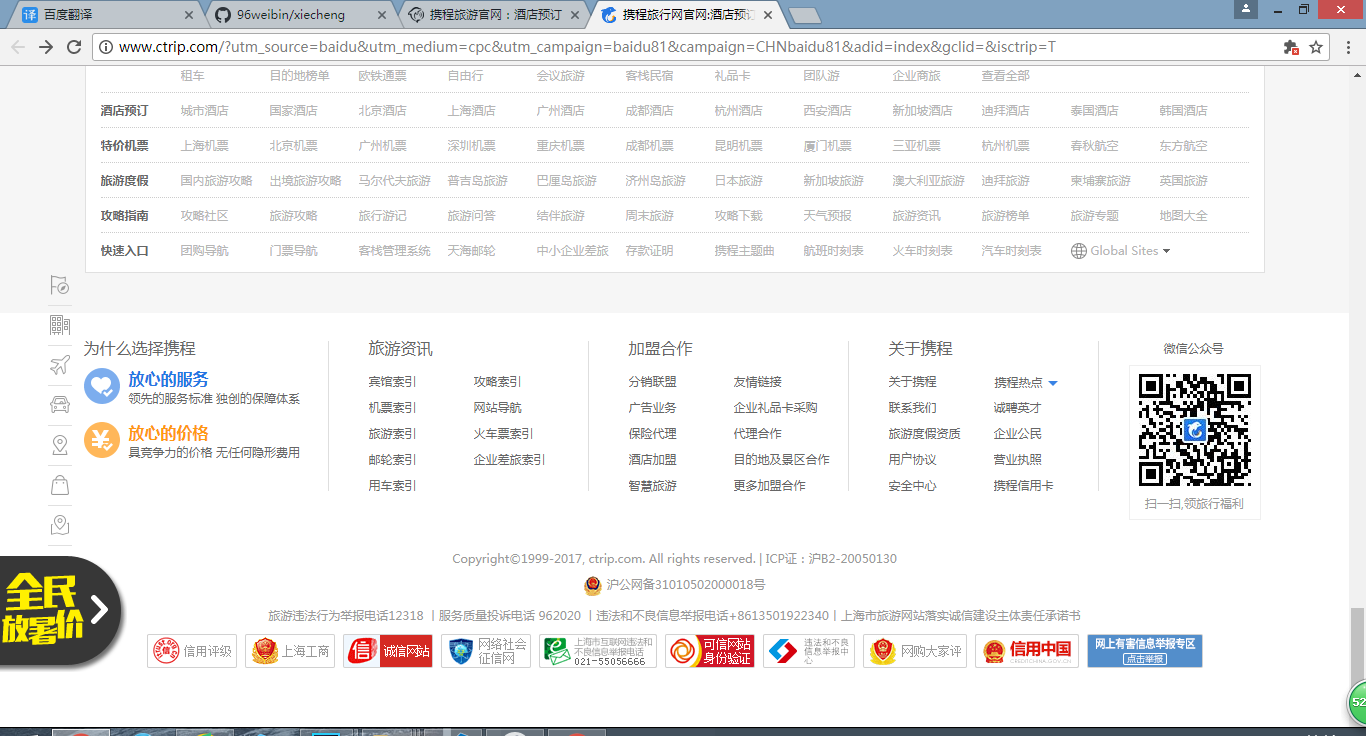 百度翻译 96weibin/xiecheng 携程旅游官网：酒店预订 携程旅行网官网:酒店预订
www.ctrip.com/?utm_source=baidu&utm_medium=cpc&utm_campaign=baidu81&campaign=CHNbaidu81&adid=index&gclid=&isctrip=T
租车 目的地榜单 欧铁通票 自由行 会议旅游 客栈民宿 礼品卡 团队游 企业商旅 查看全部
酒店预订 城市酒店 国家酒店 北京酒店 上海酒店 广州酒店 成都酒店 杭州酒店 西安酒店 新加坡酒店 迪拜酒店 泰国酒店 韩国酒店
特价机票 上海机票 北京机票 广州机票 深圳机票 重庆机票 成都机票 昆明机票 厦门机票 三亚机票 杭州机票 春秋航空 东方航空
旅游度假 国内旅游攻略 出境旅游攻略 马尔代夫旅游 普吉岛旅游 巴厘岛旅游 济州岛旅游 日本旅游 新加坡旅游 澳大利亚旅游 迪拜旅游 柬埔寨旅游 英国旅游
攻略指南 攻略社区 旅游攻略 旅行游记 旅游问答 结伴旅游 周末旅游 攻略下载 天气预报 旅游资讯 旅游榜单 旅游专题 地图大全
快速入口 团购导航 门票导航 客栈管理系统 天海邮轮 中小企业差旅 存款证明 携程主题曲 航班时刻表 火车时刻表 汽车时刻表 Global Sites
为什么选择携程 旅游资讯 加盟合作 关于携程 微信公众号
放心的服务
领先的服务标准 独创的保障体系
放心的价格
具竞争力的价格 无任何隐形费用
宾馆索引 攻略索引
机票索引 网站导航
旅游索引 火车票索引
邮轮索引 企业差旅索引
用车索引
分销联盟 友情链接
广告业务 企业礼品卡采购
保险代理 代理合作
酒店加盟 目的地及景区合作
智慧旅游 更多加盟合作
关于携程 携程热点
联系我们 诚聘英才
旅游度假资质 企业公民
用户协议 营业执照
安全中心 携程信用卡
扫一扫,领旅行福利
Copyright©1999-2017, ctrip.com. All rights reserved. | ICP证：沪B2-20050130
沪公网备31010502000018号
旅游违法行为举报电话12318 | 服务质量投诉电话 962020 | 违法和不良信息举报电话+8613501922340 | 上海市旅游网站落实诚信建设主体责任承诺书
全民
放暑价
信用评级
上海工商
信 诚信网站
网络社会
征信网
上海市互联网违法和
不良信息举报电话
021-55056666
可信网站
身份验证
违法和不良
信息举报中
心
网购大家评
信用中国
CREDITCHINA.GOV.CN
网上有害信息举报专区
点击举报
52